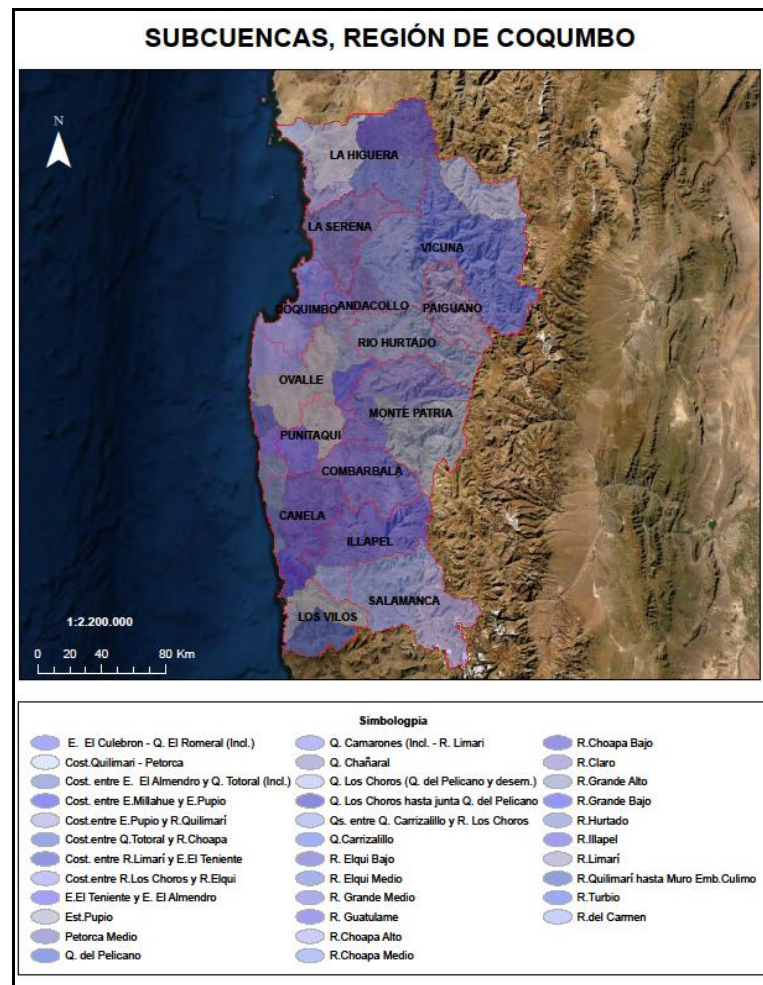 SUBCUENCAS, REGIÓN DE COQUMBO
N
LA HIGUERA
LA SERENA
VICUNA
COQUIMBO
ANDACOLLO
PAIGUANO
RIO HURTADO
OVALLE
MONTE PATRIA
PUNITAQUI
COMBARBALA
CANELA
ILLAPEL
SALAMANCA
LOS VILOS
1:2.200.000
0 20 40 80 Km
Simbologpia
E. El Culebron - Q. El Romeral (Incl.)
Cost.Quilimari - Petorca
Cost. entre E. El Almendro y Q. Totoral (Incl.)
Cost. entre E.Millahue y E.Pupio
Cost.entre E.Pupio y R.Quilimarí
Cost.entre Q.Totoral y R.Choapa
Cost. entre R.Limarí y E.El Teniente
Cost.entre R.Los Choros y R.Elqui
E.El Teniente y E. El Almendro
Est.Pupio
Petorca Medio
Q. del Pelicano
Q. Camarones (Incl. - R. Limari
Q. Chañaral
Q. Los Choros (Q. del Pelicano y desem.)
Q. Los Choros hasta junta Q. del Pelicano
Qs. entre Q. Carrizalillo y R. Los Choros
Q.Carrizalillo
R. Elqui Bajo
R. Elqui Medio
R. Grande Medio
R. Guatulame
R.Choapa Alto
R.Choapa Medio
R.Choapa Bajo
R.Claro
R.Grande Alto
R.Grande Bajo
R.Hurtado
R.Illapel
R.Limarí
R.Quilimarí hasta Muro Emb.Culimo
R.Turbio
R.del Carmen